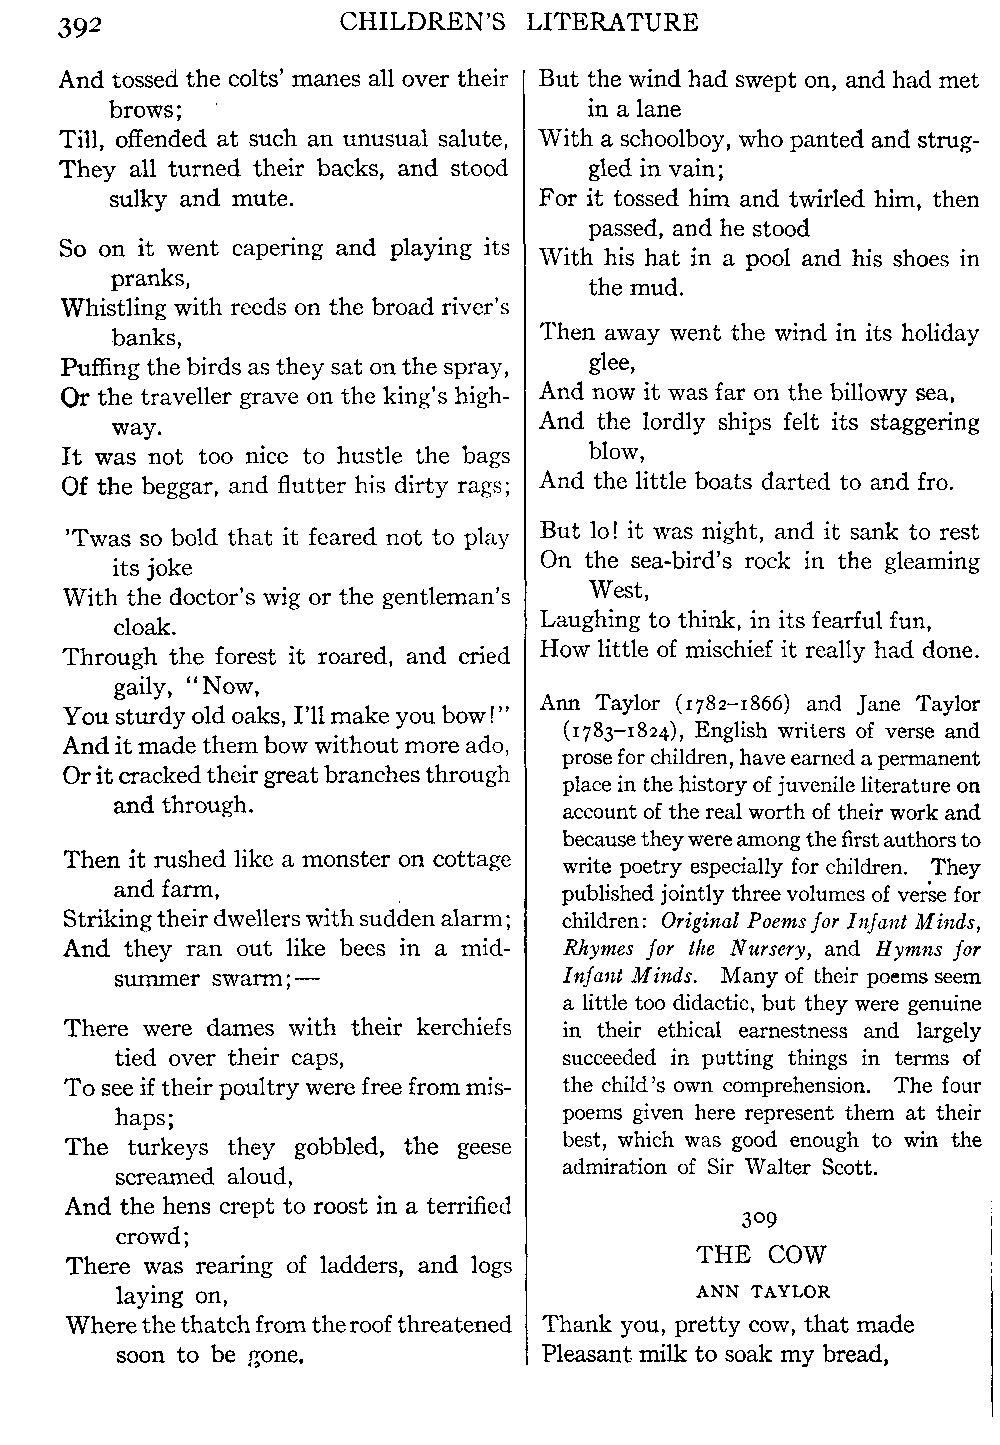 392
CHILDREN'S LITERATURE
And tossed the colts' manes all over their
brows;
Till, offended at such an unusual salute,
They all turned their backs, and stood
sulky and mute.
So on it went capering and playing its
pranks,
Whistling with reeds on the broad river's
banks,
Puffing the birds as they sat on the spray,
Or the traveller grave on the king's high-
way.
It was not too nice to hustle the bags
Of the beggar, and flutter his dirty rags;
'Twas so bold that it feared not to play
its joke
With the doctor's wig or the gentleman's
cloak.
Through the forest it roared, and cried
gaily, "Now,
You sturdy old oaks, I'll make you bow!"
And it made them bow without more ado,
Or it cracked their great branches through
and through.
Then it rushed like a monster on cottage
and farm,
Striking their dwellers with sudden alarm;
And they ran out like bees in a mid-
summer swarm;—
There were dames with their kerchiefs
tied over their caps,
To see if their poultry were free from mis-
haps;
The turkeys they gobbled, the geese
screamed aloud,
And the hens crept to roost in a terrified
crowd;
There was rearing of ladders, and logs
laying on,
Where the thatch from the roof threatened
soon to be gone.
But the wind had swept on, and had met
in a lane
With a schoolboy, who panted and strug-
gled in vain;
For it tossed him and twirled him, then
passed, and he stood
With his hat in a pool and his shoes in
the mud.
Then away went the wind in its holiday
glee,
And now it was far on the billowy sea,
And the lordly ships felt its staggering
blow,
And the little boats darted to and fro.
But lo! it was night, and it sank to rest
On the sea-bird's rock in the gleaming
West,
Laughing to think, in its fearful fun,
How little of mischief it really had done.
Ann Taylor (1782–1866) and Jane Taylor
(1783–1824), English writers of verse and
prose for children, have earned a permanent
place in the history of juvenile literature on
account of the real worth of their work and
because they were among the first authors to
write poetry especially for children. They
published jointly three volumes of verse for
children: Original Poems for Infant Minds,
Rhymes for the Nursery, and Hymns for
Infant Minds. Many of their poems seem
a little too didactic, but they were genuine
in their ethical earnestness and largely
succeeded in putting things in terms of
the child's own comprehension. The four
poems given here represent them at their
best, which was good enough to win the
admiration of Sir Walter Scott.
309
THE COW
ANN TAYLOR
Thank you, pretty cow, that made
Pleasant milk to soak my bread,